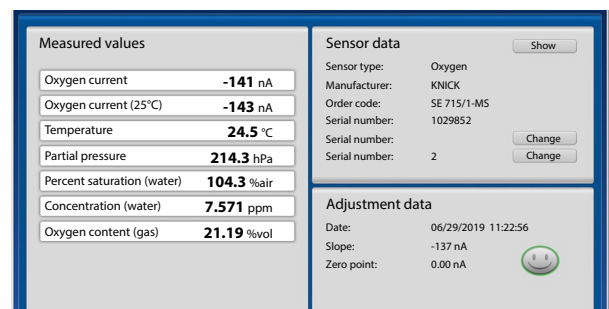 Measured values
Oxygen current -141 nA
Oxygen current (25°C) -143 nA
Temperature 24.5 °C
Partial pressure 214.3 hPa
Percent saturation (water) 104.3 %air
Concentration (water) 7.571 ppm
Oxygen content (gas) 21.19 %vol
Sensor data Show
Sensor type: Oxygen
Manufacturer: KNICK
Order code: SE 715/1-MS
Serial number: 1029852
Serial number: Change
Serial number: 2 Change
Adjustment data
Date: 06/29/2019 11:22:56
Slope: -137 nA
Zero point: 0.00 nA